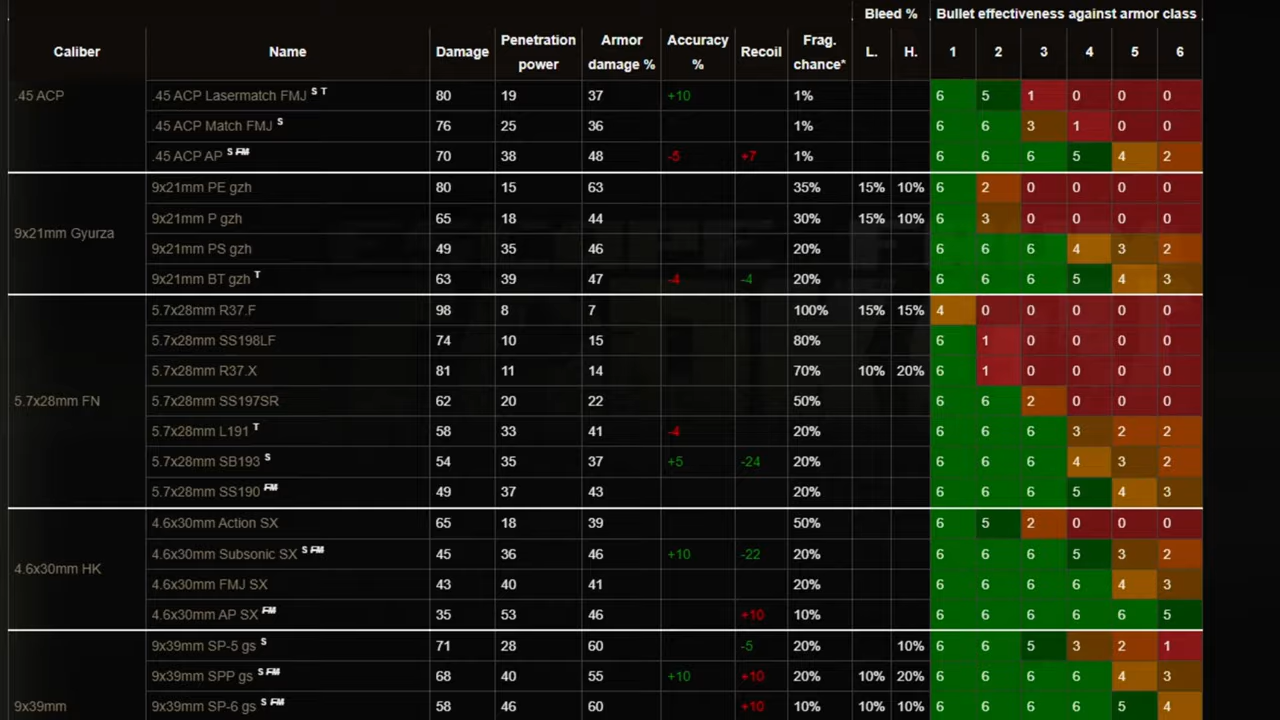 Bleed % Bullet effectiveness against armor class
Caliber Name Damage Penetration power Armor damage % Accuracy % Recoil Frag. chance* L. H. 1 2 3 4 5 6
.45 ACP
.45 ACP Lasermatch FMJ S T 80 19 37 +10 1% 6 5 1 0 0 0
.45 ACP Match FMJ S 76 25 36 1% 6 6 3 1 0 0
.45 ACP AP S FM 70 38 48 -5 +7 1% 6 6 6 5 4 2
9x21mm Gyurza
9x21mm PE gzh 80 15 63 35% 15% 10% 6 2 0 0 0 0
9x21mm P gzh 65 18 44 30% 15% 10% 6 3 0 0 0 0
9x21mm PS gzh 49 35 46 20% 6 6 6 4 3 2
9x21mm BT gzh T 63 39 47 -4 -4 20% 6 6 6 5 4 3
5.7x28mm FN
5.7x28mm R37.F 98 8 7 100% 15% 15% 4 0 0 0 0 0
5.7x28mm SS198LF 74 10 15 80% 6 1 0 0 0 0
5.7x28mm R37.X 81 11 14 70% 10% 20% 6 1 0 0 0 0
5.7x28mm SS197SR 62 20 22 50% 6 6 2 0 0 0
5.7x28mm L191 T 58 33 41 -4 20% 6 6 6 3 2 2
5.7x28mm SB193 S 54 35 37 +5 -24 20% 6 6 6 4 3 2
5.7x28mm SS190 FM 49 37 43 20% 6 6 6 5 4 3
4.6x30mm HK
4.6x30mm Action SX 65 18 39 50% 6 5 2 0 0 0
4.6x30mm Subsonic SX S FM 45 36 46 +10 -22 20% 6 6 6 5 3 2
4.6x30mm FMJ SX 43 40 41 20% 6 6 6 6 4 3
4.6x30mm AP SX FM 35 53 46 +10 10% 6 6 6 6 6 5
9x39mm
9x39mm SP-5 gs S 71 28 60 -5 20% 10% 6 6 5 3 2 1
9x39mm SPP gs S FM 68 40 55 +10 +10 20% 10% 20% 6 6 6 6 4 3
9x39mm SP-6 gs S FM 58 46 60 +10 10% 10% 10% 6 6 6 6 5 4